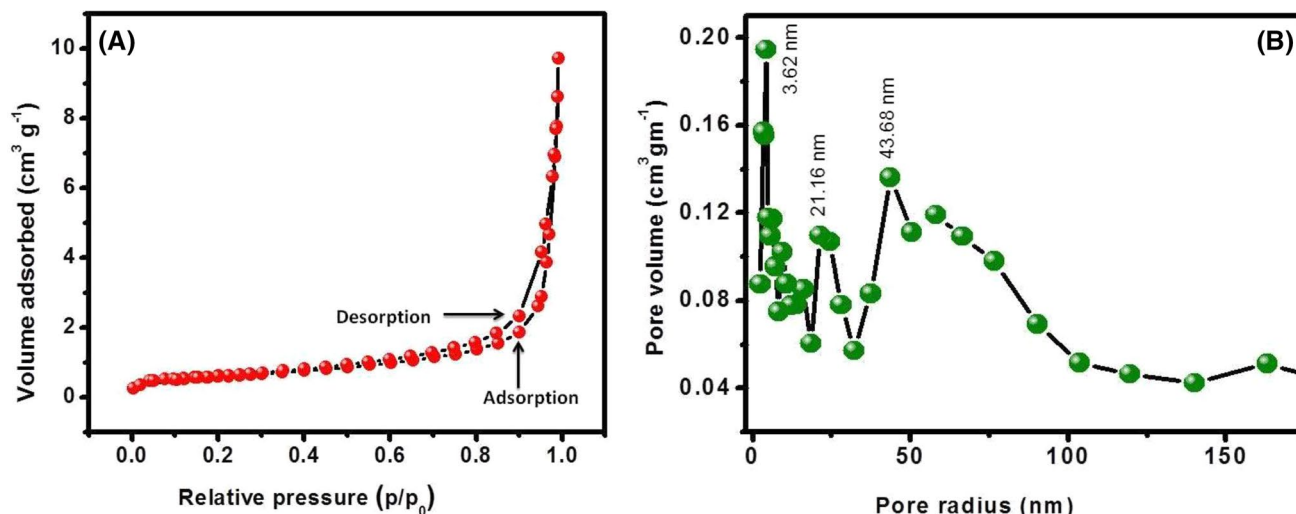 (A)
10
8
6
4
2
0
Volume adsorbed (cm³ g⁻¹)
Desorption
Adsorption
0.0 0.2 0.4 0.6 0.8 1.0
Relative pressure (p/p₀)
(B)
0.20
0.16
0.12
0.08
0.04
Pore volume (cm³gm⁻¹)
3.62 nm
21.16 nm
43.68 nm
0 50 100 150
Pore radius (nm)